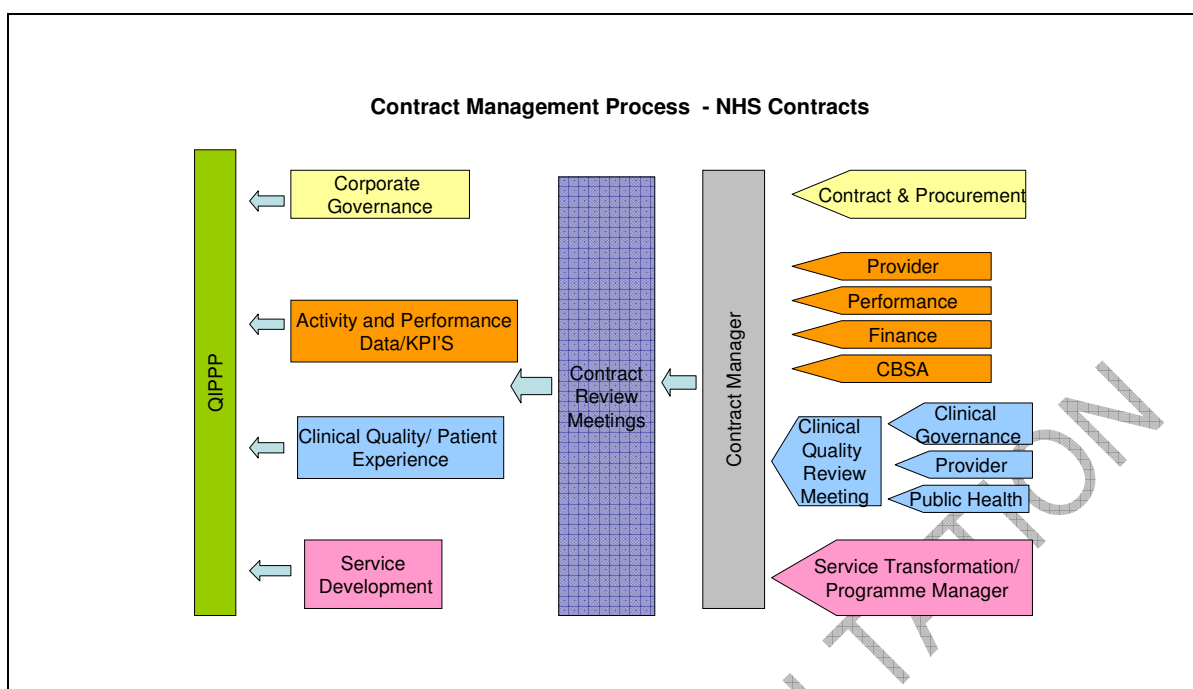 Contract Management Process - NHS Contracts
QIPPP
Corporate
Governance
Activity and Performance
Data/KPI'S
Clinical Quality/ Patient
Experience
Service
Development
Contract
Review
Meetings
Contract Manager
Contract & Procurement
Provider
Performance
Finance
CBSA
Clinical
Quality
Review
Meeting
Clinical
Governance
Provider
Public Health
Service Transformation/
Programme Manager